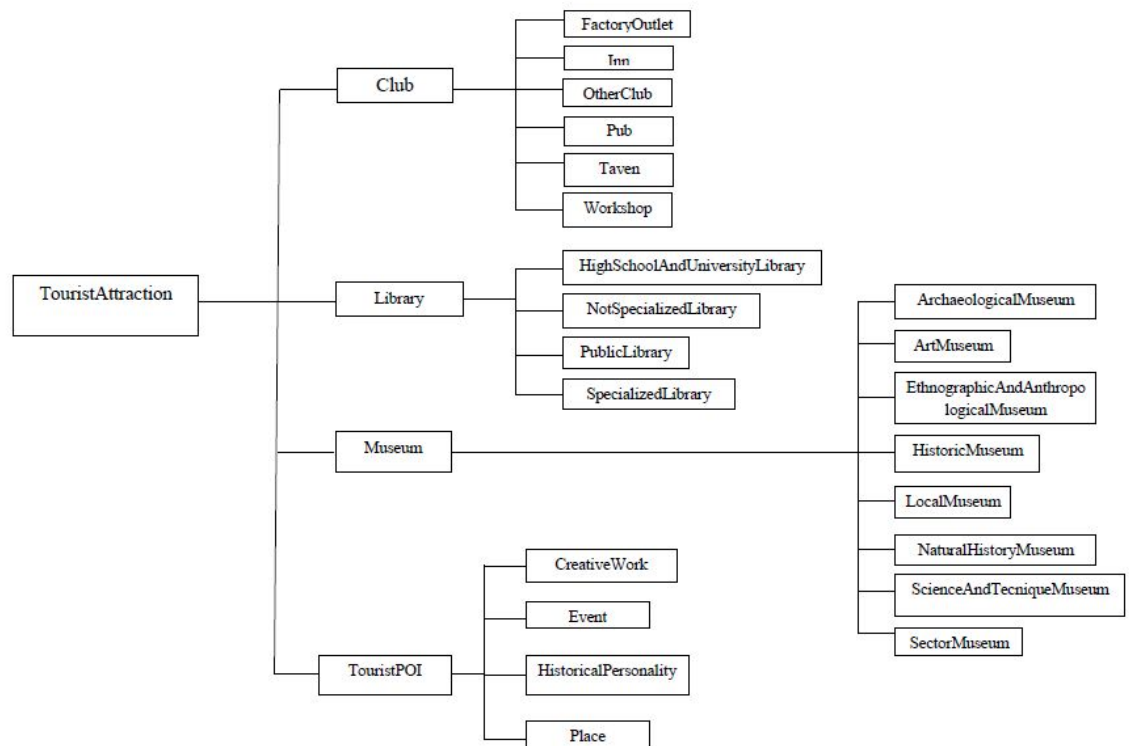 FactoryOutlet
Inn
Club
OtherClub
Pub
Taven
Workshop
HighSchoolAndUniversityLibrary
TouristAttraction
Library
NotSpecializedLibrary
PublicLibrary
SpecializedLibrary
ArchaeologicalMuseum
ArtMuseum
EthnographicAndAnthropo
logicalMuseum
Museum
HistoricMuseum
LocalMuseum
NaturalHistoryMuseum
ScienceAndTecniqueMuseum
SectorMuseum
CreativeWork
Event
TouristPOI
HistoricalPersonality
Place